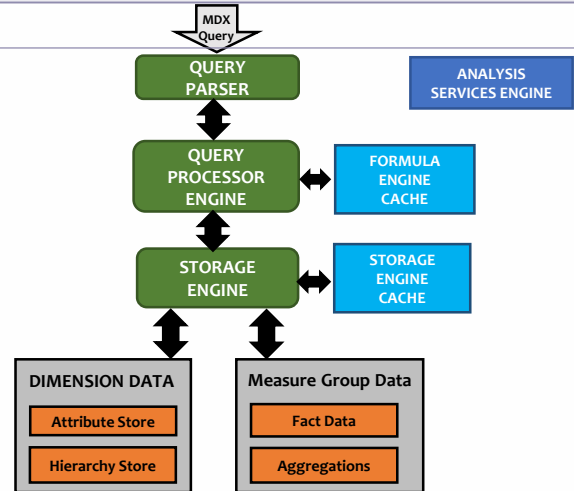 MDX
Query
QUERY
PARSER
ANALYSIS
SERVICES ENGINE
QUERY
PROCESSOR
ENGINE
FORMULA
ENGINE
CACHE
STORAGE
ENGINE
STORAGE
ENGINE
CACHE
DIMENSION DATA
Attribute Store
Hierarchy Store
Measure Group Data
Fact Data
Aggregations